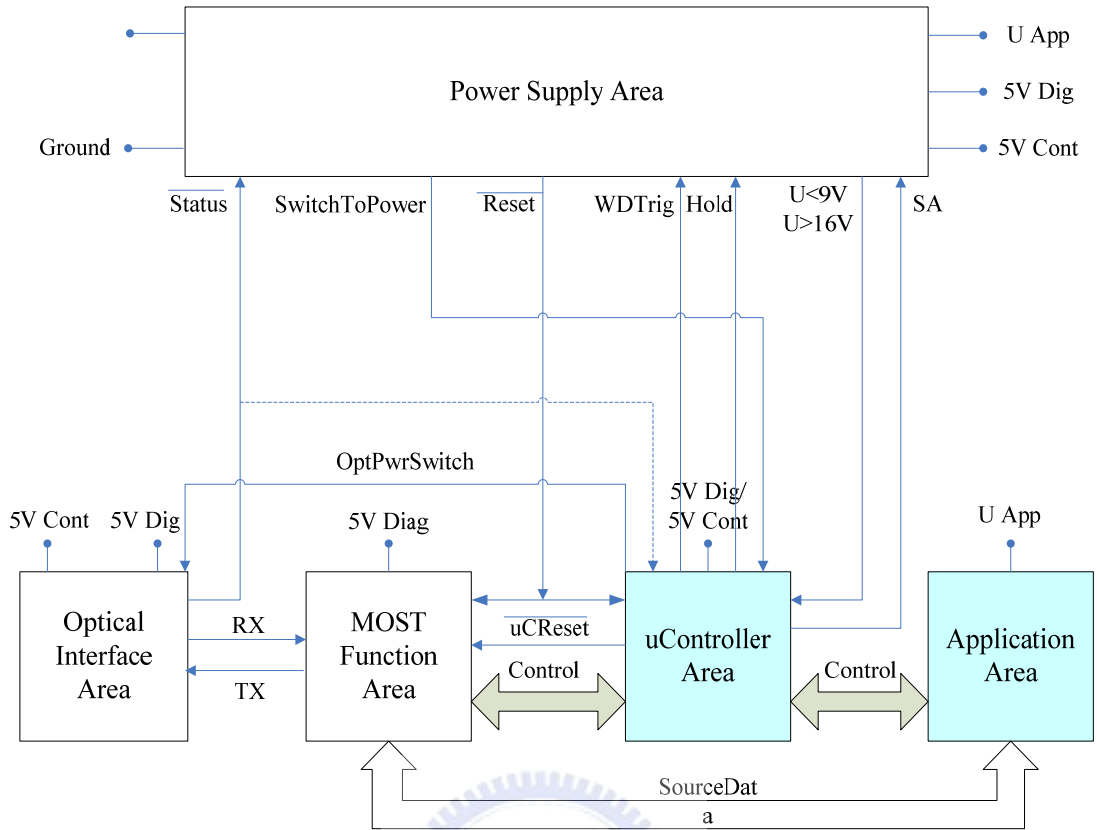 U App
Power Supply Area
5V Dig
Ground
5V Cont
Status
SwitchToPower
Reset
WDTrig
Hold
U<9V
U>16V
SA
OptPwrSwitch
5V Cont
5V Dig
5V Diag
5V Dig/
5V Cont
U App
Optical
Interface
Area
RX
TX
MOST
Function
Area
uCReset
Control
uController
Area
Control
Application
Area
SourceDat
a